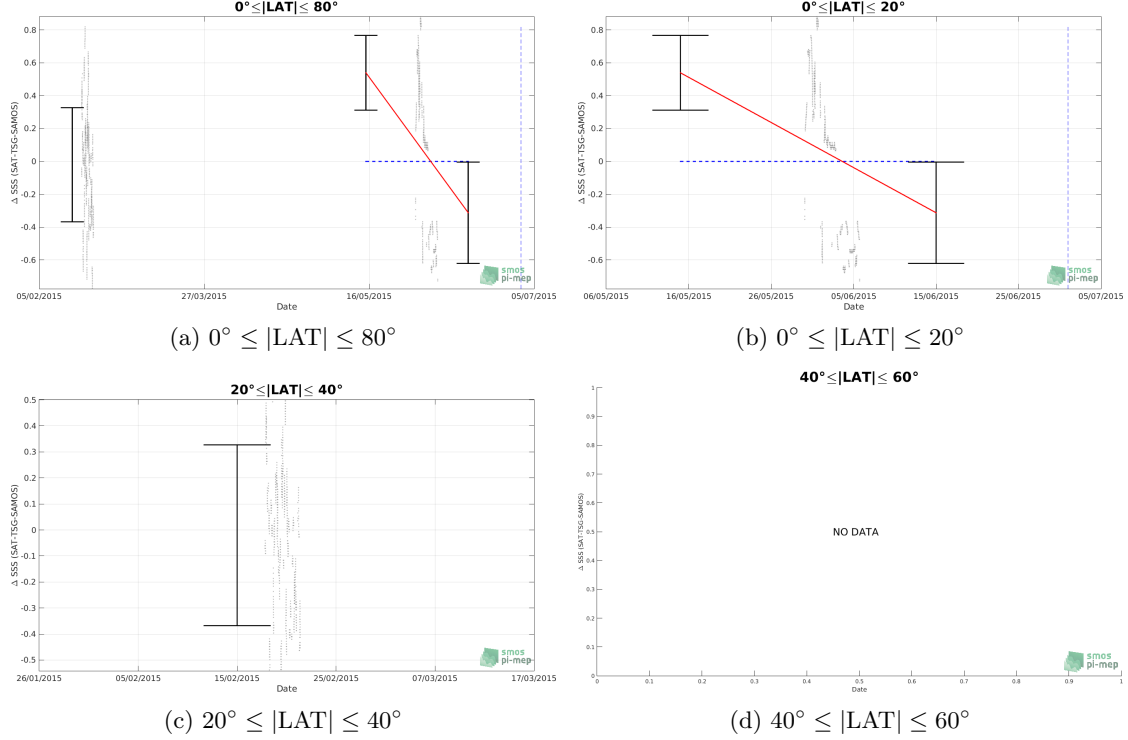 0°≤|LAT|≤ 80°
0.8
0.6
0.4
0.2
0
-0.2
-0.4
-0.6
Δ SSS (SAT-TSG-SAMOS)
05/02/2015 27/03/2015 16/05/2015 05/07/2015
Date
smos
pi-mep
(a) 0° ≤ |LAT| ≤ 80°
0°≤|LAT|≤ 20°
0.8
0.6
0.4
0.2
0
-0.2
-0.4
-0.6
Δ SSS (SAT-TSG-SAMOS)
06/05/2015 16/05/2015 26/05/2015 05/06/2015 15/06/2015 25/06/2015 05/07/2015
Date
smos
pi-mep
(b) 0° ≤ |LAT| ≤ 20°
20°≤|LAT|≤ 40°
0.5
0.4
0.3
0.2
0.1
0
-0.1
-0.2
-0.3
-0.4
-0.5
Δ SSS (SAT-TSG-SAMOS)
26/01/2015 05/02/2015 15/02/2015 25/02/2015 07/03/2015 17/03/2015
Date
smos
pi-mep
(c) 20° ≤ |LAT| ≤ 40°
40°≤|LAT|≤ 60°
1
0.9
0.8
0.7
0.6
0.5
0.4
0.3
0.2
0.1
0
Δ SSS (SAT-TSG-SAMOS)
NO DATA
0 0.1 0.2 0.3 0.4 0.5 0.6 0.7 0.8 0.9 1
Date
smos
pi-mep
(d) 40° ≤ |LAT| ≤ 60°